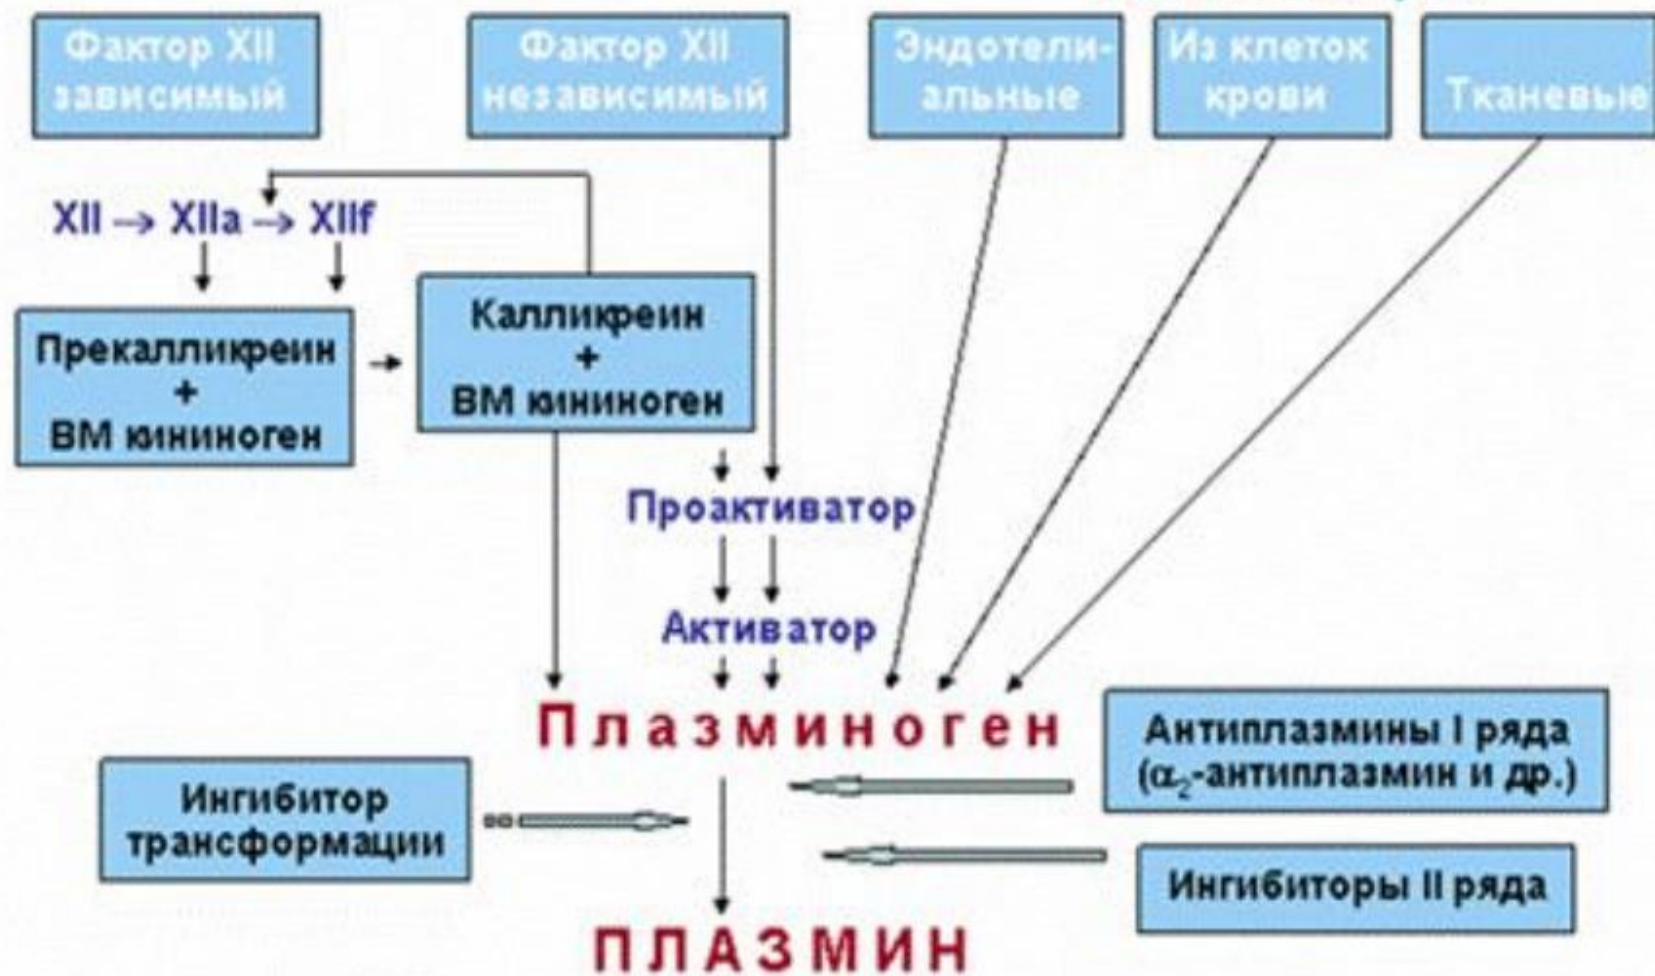 Фактор XII
зависимый
Фактор XII
независимый
Эндотели-
альные
Из клеток
крови
Тканевые
XII → XIIa → XIIf
Прекалликреин
+
ВМ кининоген
Калликреин
+
ВМ кининоген
Проактиватор
Активатор
Плазминоген
Антиплазмины I ряда
(α₂-антиплазмин и др.)
Ингибитор
трансформации
Ингибиторы II ряда
ПЛАЗМИН